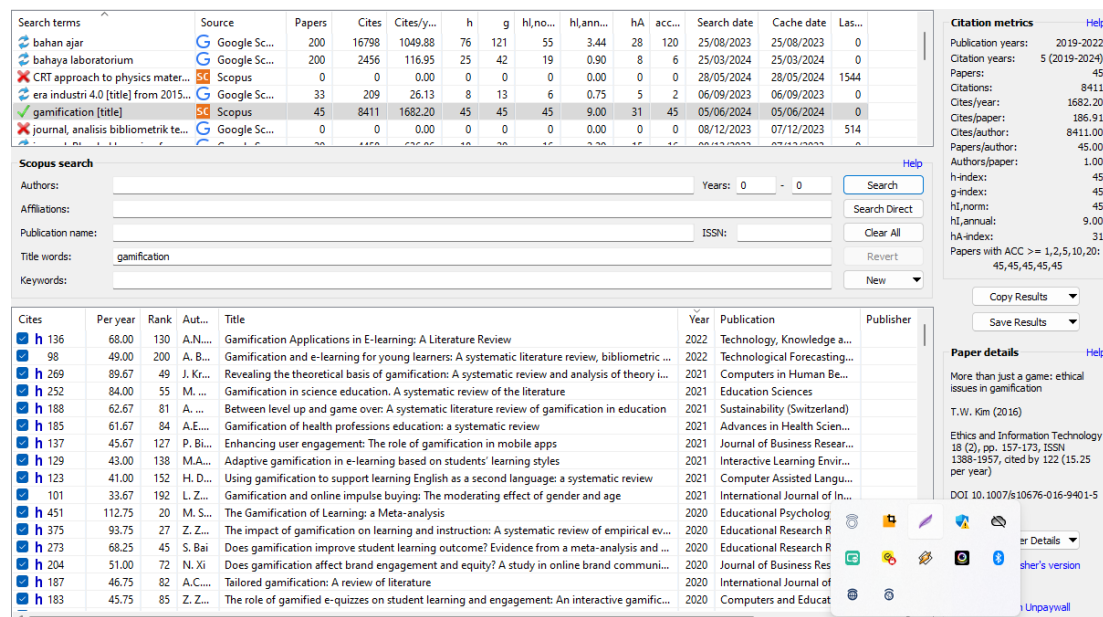 Search terms Source Papers Cites Cites/y... h g hI,no... hI,ann... hA acc... Search date Cache date Las...
bahan ajar Google Sc... 200 16798 1049.88 76 121 55 3.44 28 120 25/08/2023 25/08/2023 0
bahaya laboratorium Google Sc... 200 2456 116.95 25 42 19 0.90 8 6 25/03/2024 25/03/2024 0
CRT approach to physics mater... SC Scopus 0 0 0.00 0 0 0 0.00 0 0 28/05/2024 28/05/2024 1544
era industri 4.0 [title] from 2015... Google Sc... 33 209 26.13 8 13 6 0.75 5 2 06/09/2023 06/09/2023 0
gamification [title] SC Scopus 45 8411 1682.20 45 45 45 9.00 31 45 05/06/2024 05/06/2024 0
journal, analisis bibliometrik te... Google Sc... 0 0 0.00 0 0 0 0.00 0 0 08/12/2023 07/12/2023 514
Scopus search Help
Authors: Years: 0 - 0 Search
Affiliations: Search Direct
Publication name: ISSN: Clear All
Title words: gamification Revert
Keywords: New
Cites Per year Rank Aut... Title Year Publication Publisher
h 136 68.00 130 A.N.... Gamification Applications in E-learning: A Literature Review 2022 Technology, Knowledge a...
98 49.00 200 A. B... Gamification and e-learning for young learners: A systematic literature review, bibliometric ... 2022 Technological Forecasting...
h 269 89.67 49 J. Kr... Revealing the theoretical basis of gamification: A systematic review and analysis of theory i... 2021 Computers in Human Be...
h 252 84.00 55 M. ... Gamification in science education. A systematic review of the literature 2021 Education Sciences
h 188 62.67 81 A. ... Between level up and game over: A systematic literature review of gamification in education 2021 Sustainability (Switzerland)
h 185 61.67 84 A.E.... Gamification of health professions education: a systematic review 2021 Advances in Health Scien...
h 137 45.67 127 P. Bi... Enhancing user engagement: The role of gamification in mobile apps 2021 Journal of Business Resear...
h 129 43.00 138 M.A... Adaptive gamification in e-learning based on students' learning styles 2021 Interactive Learning Envir...
h 123 41.00 152 H. D... Using gamification to support learning English as a second language: a systematic review 2021 Computer Assisted Langu...
101 33.67 192 L. Z... Gamification and online impulse buying: The moderating effect of gender and age 2021 International Journal of In...
h 451 112.75 20 M. S... The Gamification of Learning: a Meta-analysis 2020 Educational Psychology
h 375 93.75 27 Z. Z... The impact of gamification on learning and instruction: A systematic review of empirical ev... 2020 Educational Research R
h 273 68.25 45 S. Bai Does gamification improve student learning outcome? Evidence from a meta-analysis and ... 2020 Educational Research R
h 204 51.00 72 N. Xi Does gamification affect brand engagement and equity? A study in online brand communi... 2020 Journal of Business Res
h 187 46.75 82 A.C.... Tailored gamification: A review of literature 2020 International Journal of
h 183 45.75 85 Z. Z... The role of gamified e-quizzes on student learning and engagement: An interactive gamific... 2020 Computers and Educat
Citation metrics Help
Publication years: 2019-2022
Citation years: 5 (2019-2024)
Papers: 45
Citations: 8411
Cites/year: 1682.20
Cites/paper: 186.91
Cites/author: 8411.00
Papers/author: 45.00
Authors/paper: 1.00
h-index: 45
g-index: 45
hI,norm: 45
hI,annual: 9.00
hA-index: 31
Papers with ACC >= 1,2,5,10,20:
45,45,45,45,45
Copy Results
Save Results
Paper details Help
More than just a game: ethical
issues in gamification
T.W. Kim (2016)
Ethics and Information Technology
18 (2), pp. 157-173, ISSN
1388-1957, cited by 122 (15.25
per year)
DOI 10.1007/s10676-016-9401-5
er Details
sher's version
Unpaywall